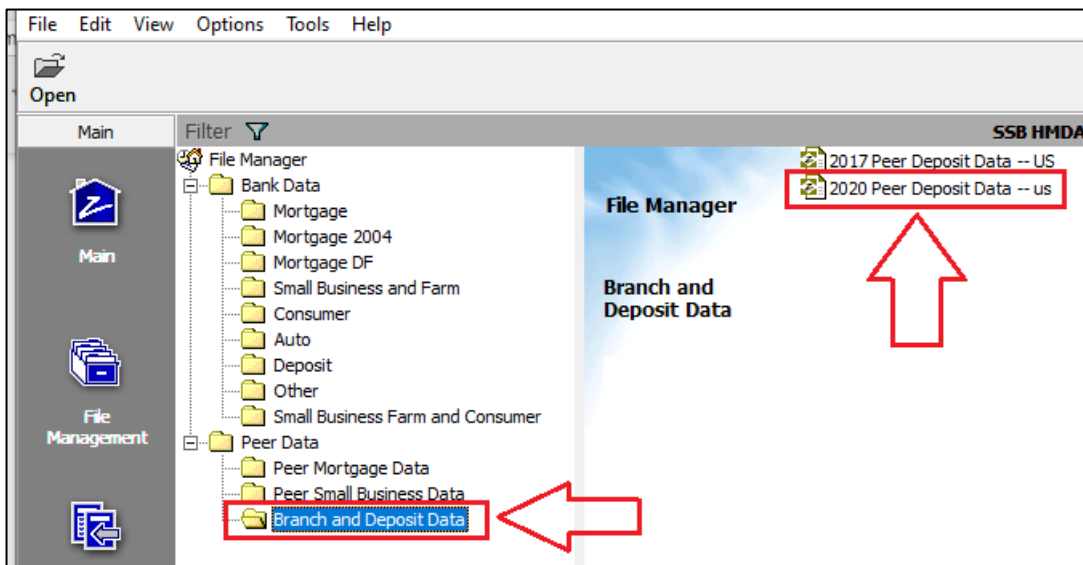 File Edit View Options Tools Help
Open
Main
Filter
SSB HMDA
File Manager
Bank Data
Mortgage
Mortgage 2004
Mortgage DF
Small Business and Farm
Consumer
Auto
Deposit
Other
Small Business Farm and Consumer
Peer Data
Peer Mortgage Data
Peer Small Business Data
Branch and Deposit Data
Main
File
Management
File Manager
Branch and
Deposit Data
2017 Peer Deposit Data -- US
2020 Peer Deposit Data -- us